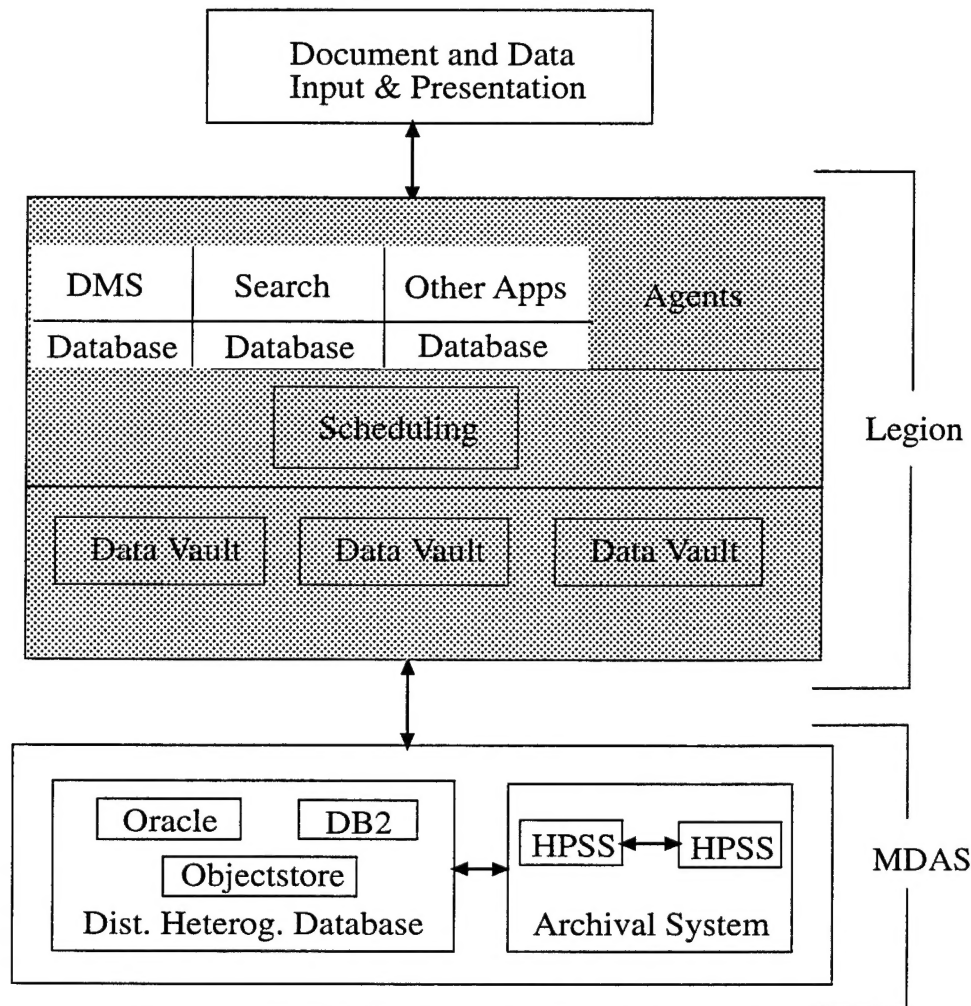 Document and Data
Input & Presentation
DMS
Search
Other Apps
Agents
Database
Database
Database
Scheduling
Legion
Data Vault
Data Vault
Data Vault
Oracle
DB2
HPSS
HPSS
MDAS
Objectstore
Dist. Heterog. Database
Archival System